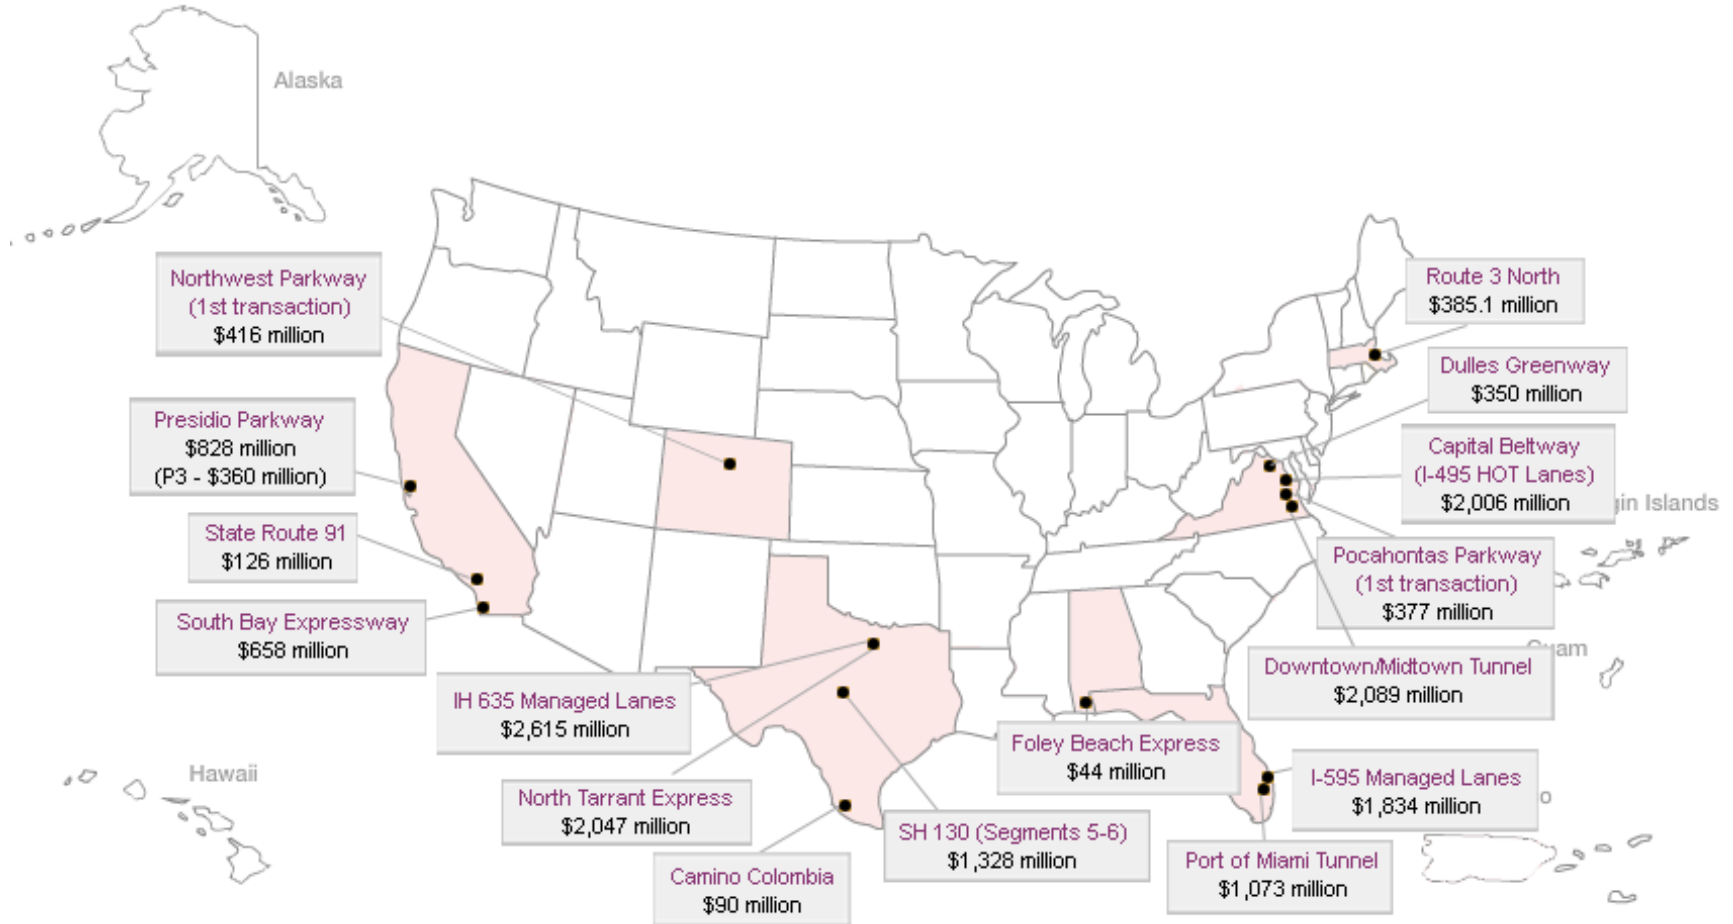 Alaska
Northwest Parkway
(1st transaction)
$416 million
Route 3 North
$385.1 million
Dulles Greenway
$350 million
Presidio Parkway
$828 million
(P3 - $360 million)
Capital Beltway
(I-495 HOT Lanes)
$2,006 million
gin Islands
State Route 91
$126 million
Pocahontas Parkway
(1st transaction)
$377 million
South Bay Expressway
$658 million
Guam
Downtown/Midtown Tunnel
$2,089 million
IH 635 Managed Lanes
$2,615 million
Foley Beach Express
$44 million
Hawaii
I-595 Managed Lanes
$1,834 million
o
North Tarrant Express
$2,047 million
SH 130 (Segments 5-6)
$1,328 million
Port of Miami Tunnel
$1,073 million
Camino Colombia
$90 million